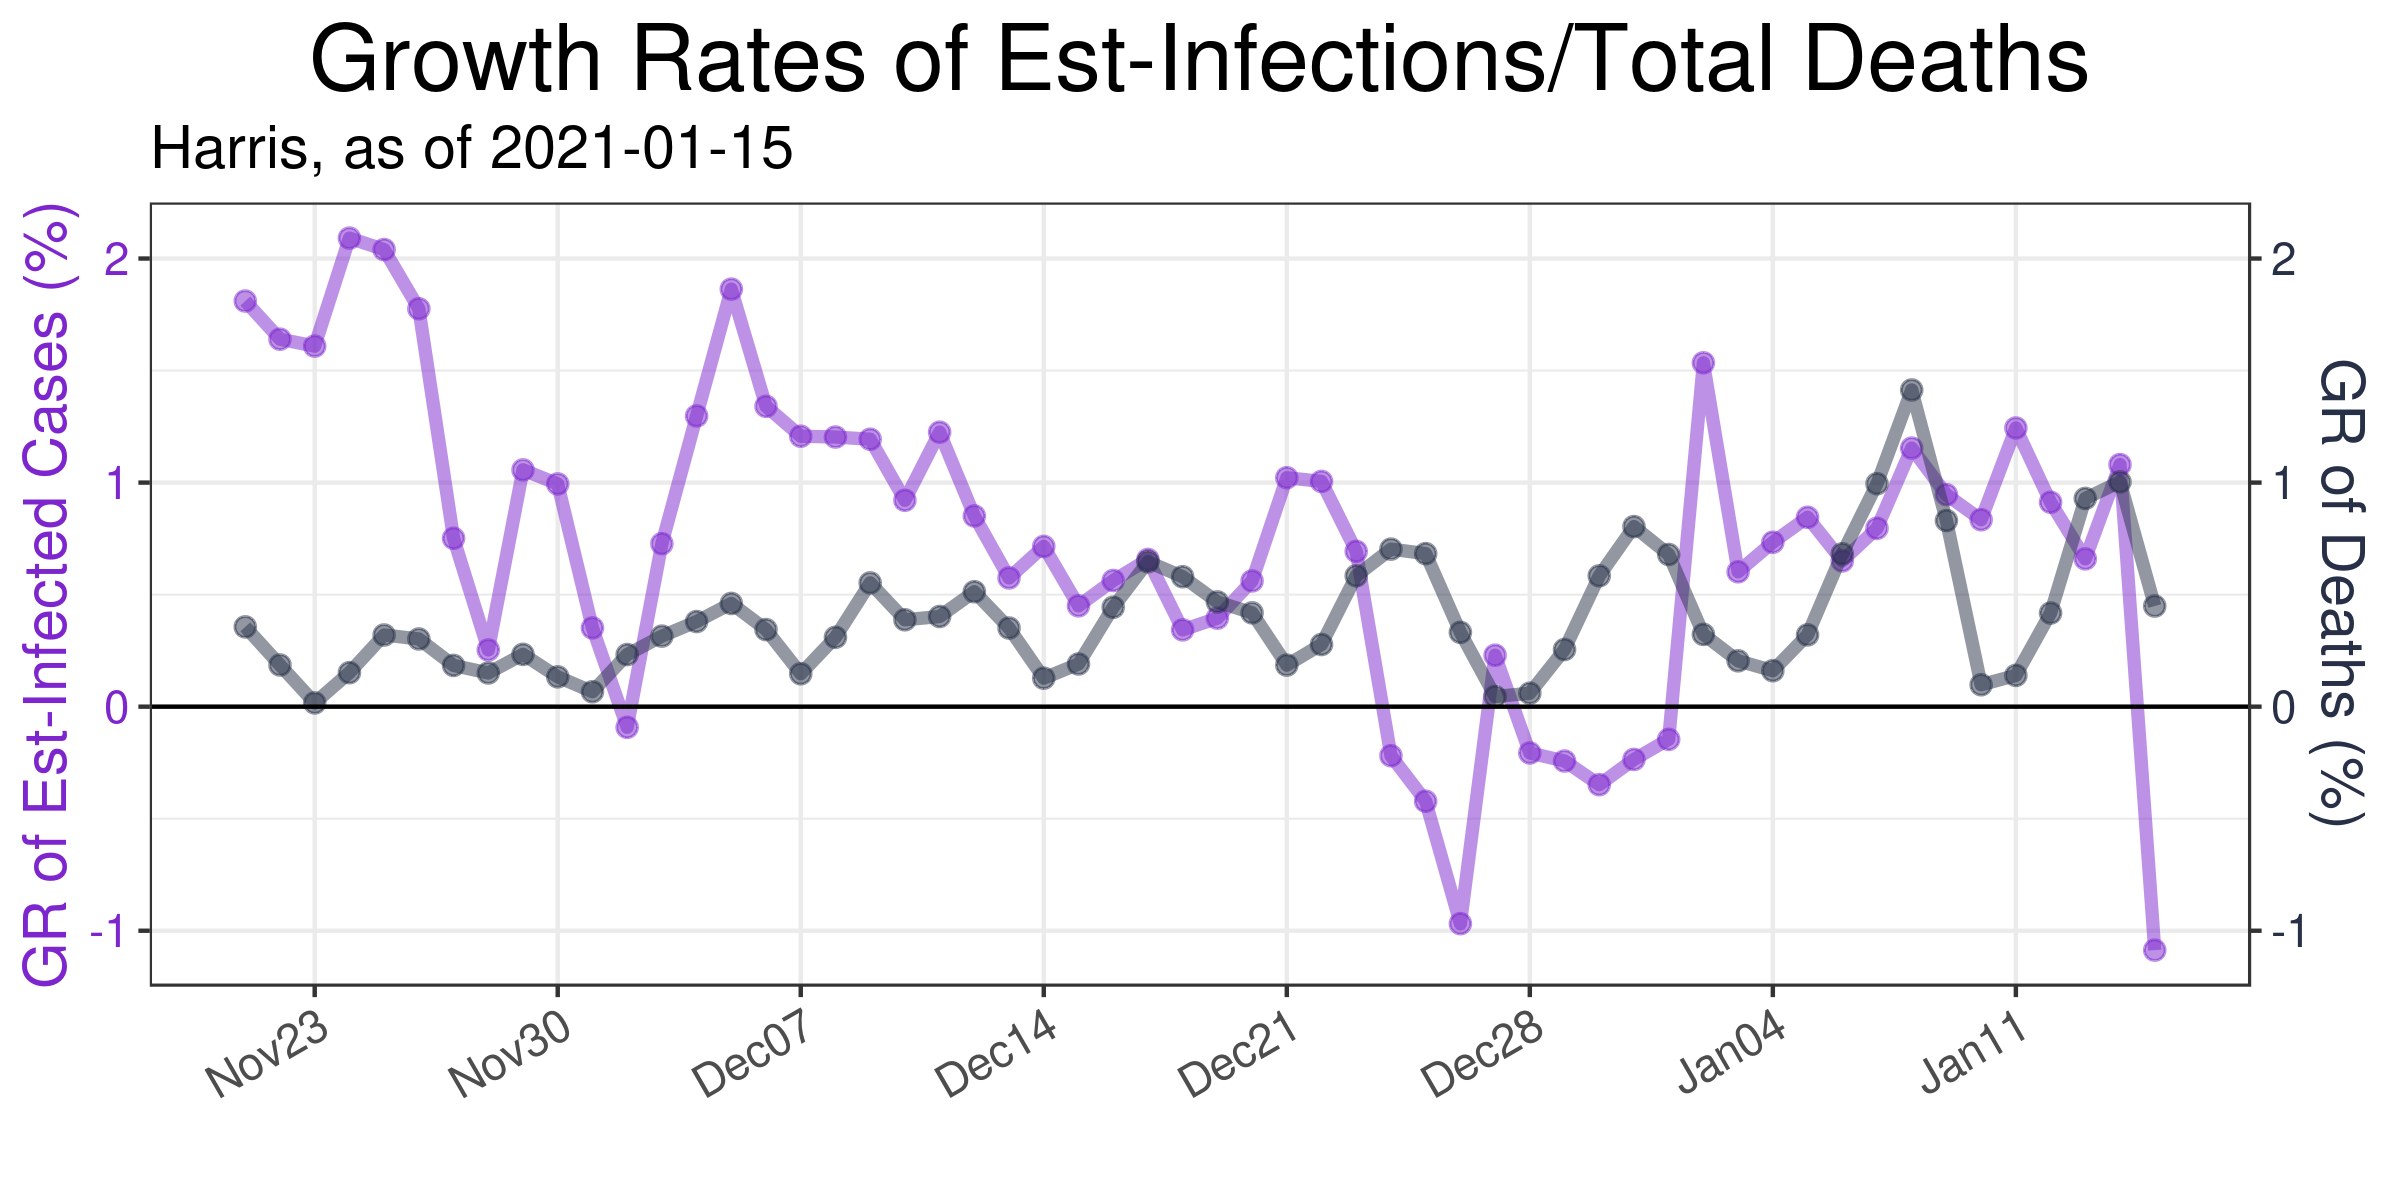 Growth Rates of Est-Infections/Total Deaths
Harris, as of 2021-01-15
GR of Est-Infected Cases (%)
2
1
0
-1
2
1
0
-1
GR of Deaths (%)
Nov23
Nov30
Dec07
Dec14
Dec21
Dec28
Jan04
Jan11